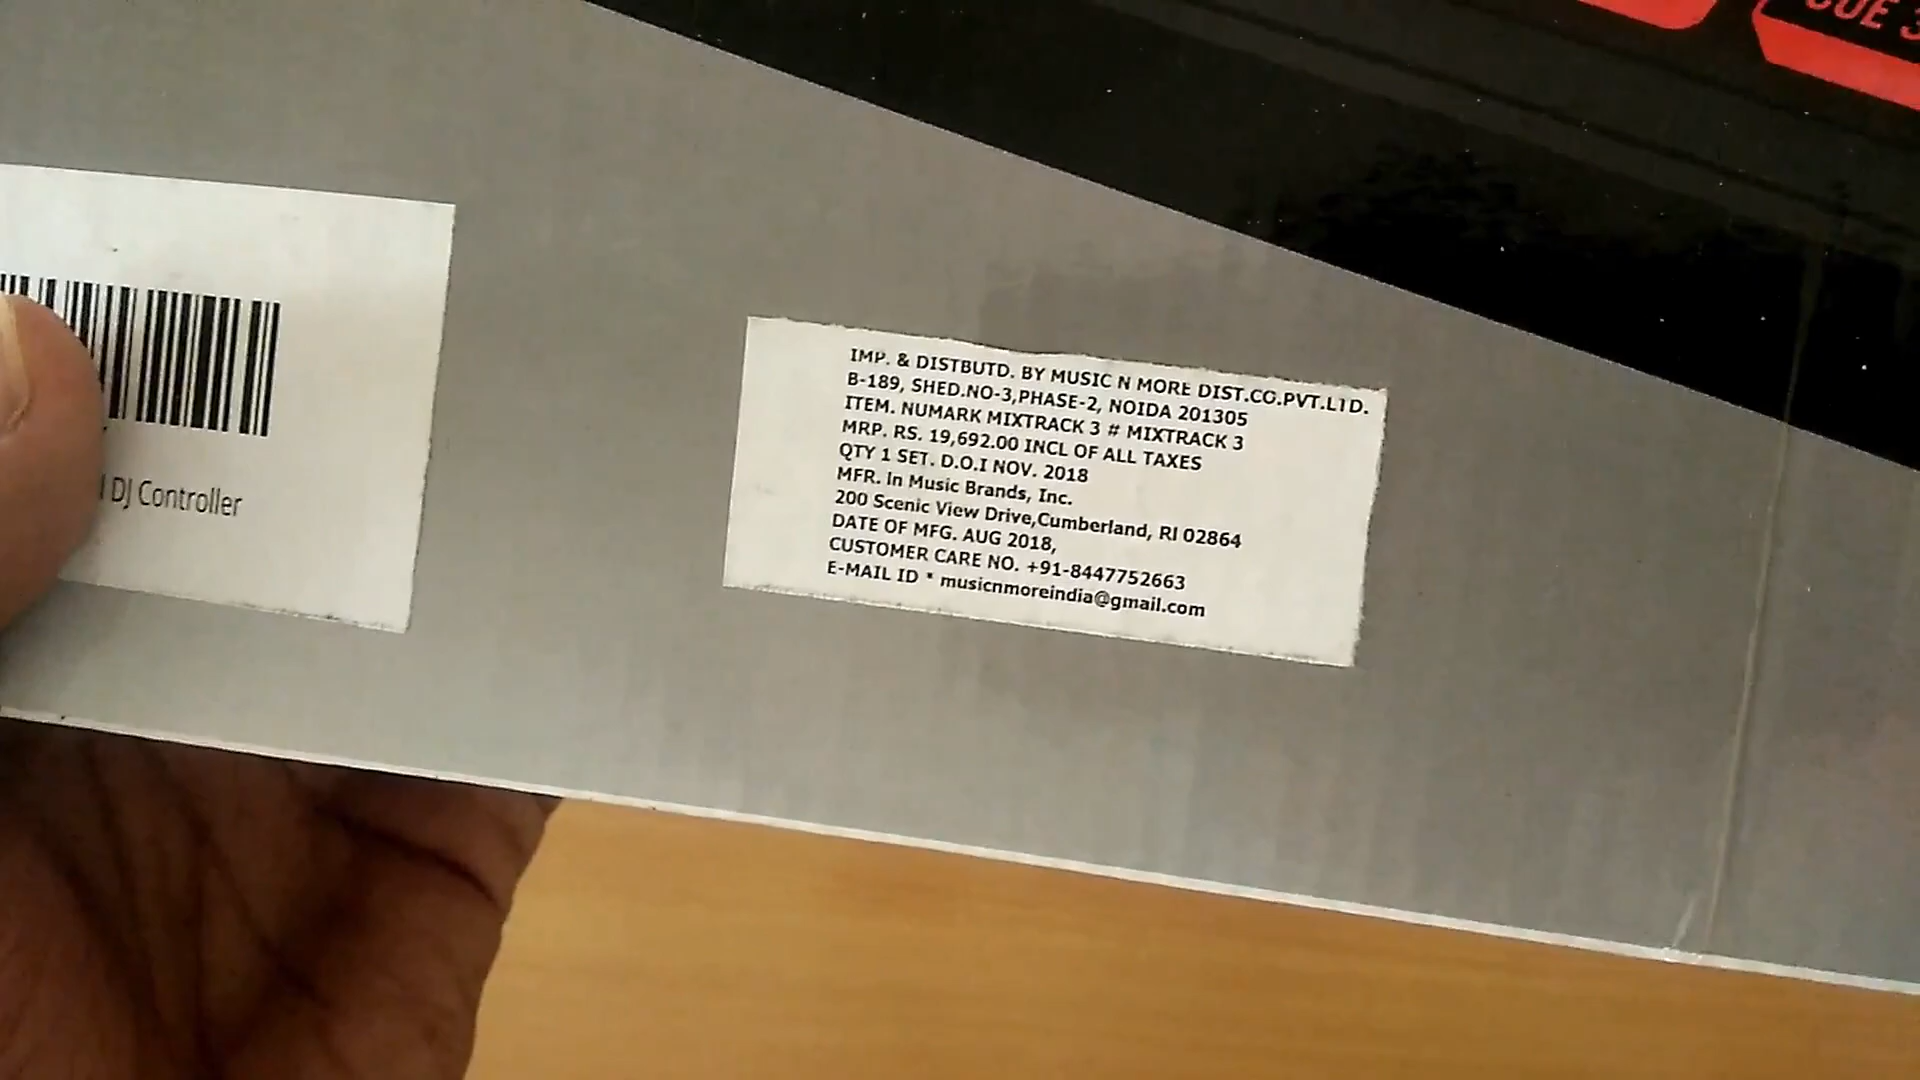 CUE 3
IMP. & DISTBUTD. BY MUSIC N MORE DIST.CO.PVT.LTD.
B-189, SHED.NO-3,PHASE-2, NOIDA 201305
ITEM. NUMARK MIXTRACK 3 # MIXTRACK 3
MRP. RS. 19,692.00 INCL OF ALL TAXES
QTY 1 SET. D.O.I NOV. 2018
MFR. in Music Brands, Inc.
200 Scenic View Drive,Cumberland, RI 02864
DATE OF MFG. AUG 2018,
CUSTOMER CARE NO. +91-8447752663
E-MAIL ID * musicnmoreindia@gmail.com
DJ Controller